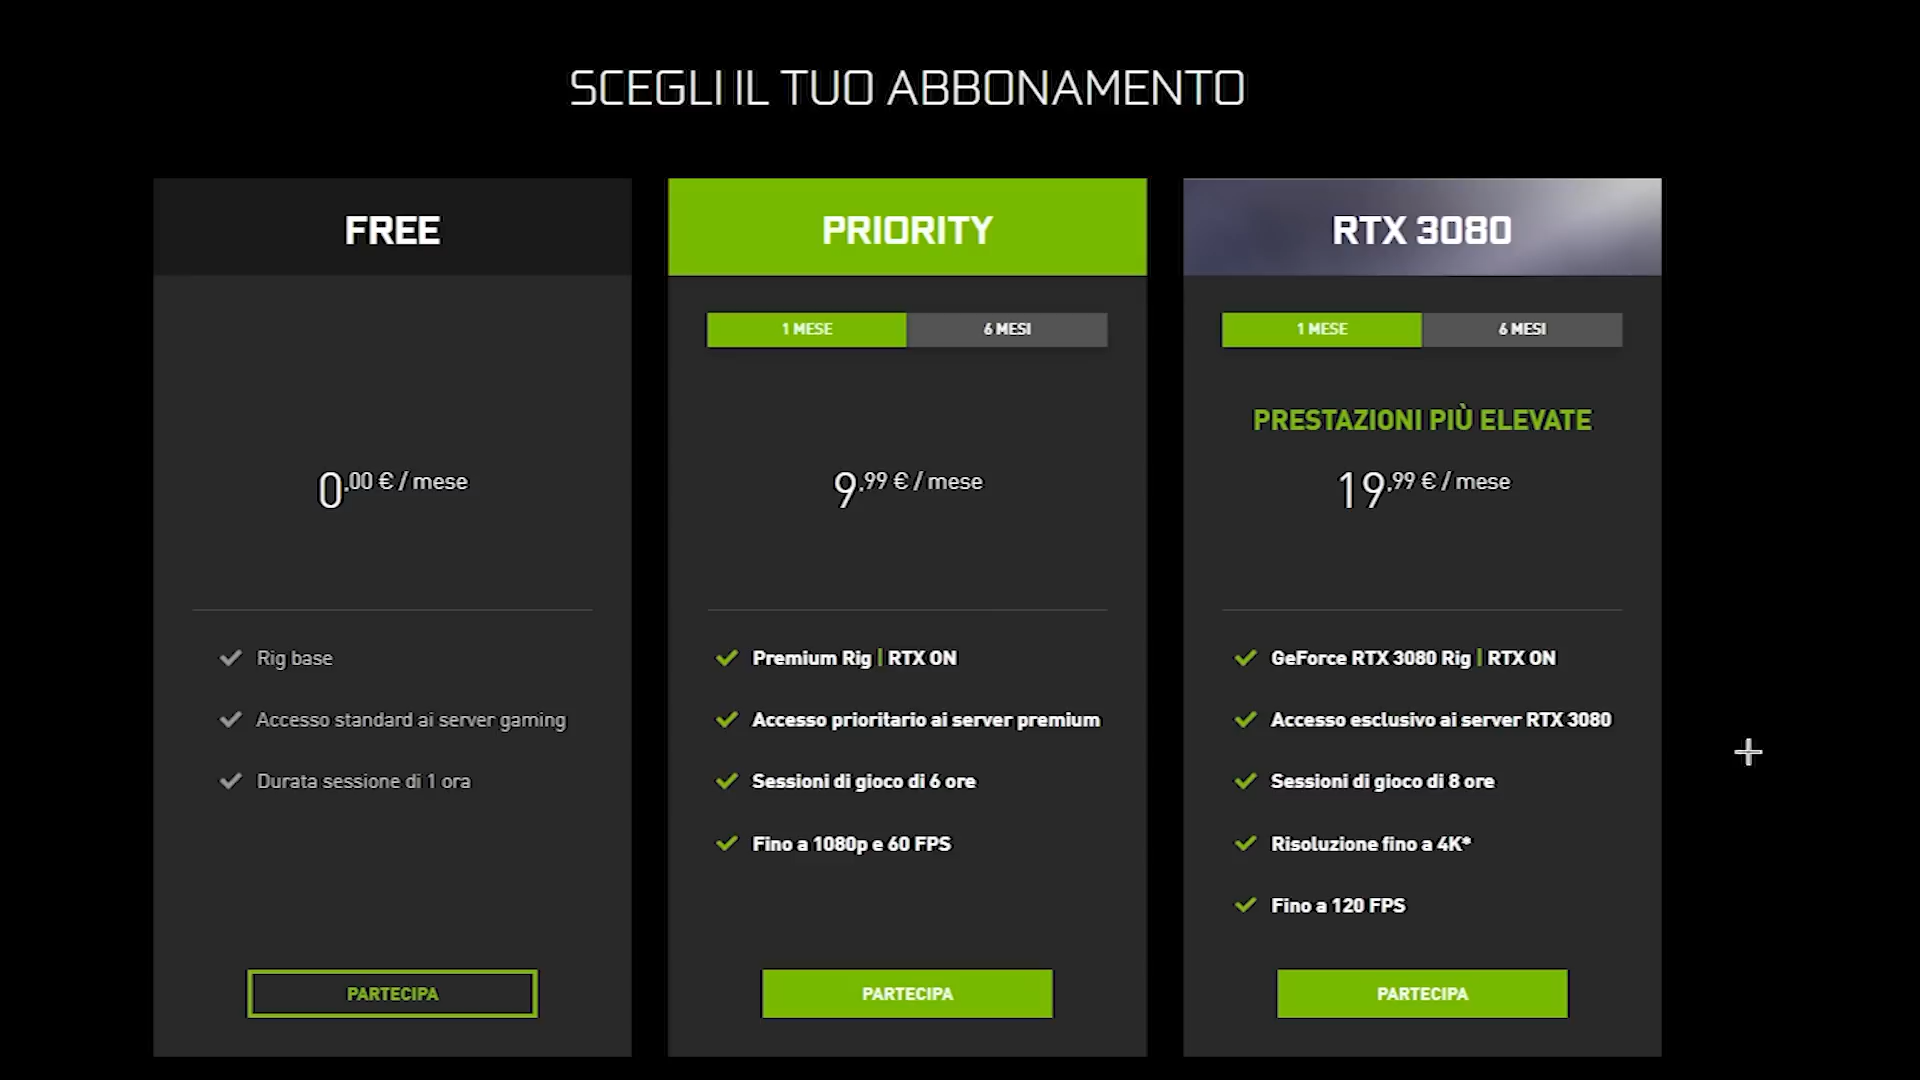 SCEGLI IL TUO ABBONAMENTO
FREE
0.00 € / mese
Rig base
Accesso standard ai server gaming
Durata sessione di 1 ora
PARTECIPA
PRIORITY
1 MESE
6 MESI
9.99 € / mese
Premium Rig | RTX ON
Accesso prioritario ai server premium
Sessioni di gioco di 6 ore
Fino a 1080p e 60 FPS
PARTECIPA
RTX 3080
1 MESE
6 MESI
PRESTAZIONI PIÙ ELEVATE
19.99 € / mese
GeForce RTX 3080 Rig | RTX ON
Accesso esclusivo ai server RTX 3080
Sessioni di gioco di 8 ore
Risoluzione fino a 4K*
Fino a 120 FPS
PARTECIPA